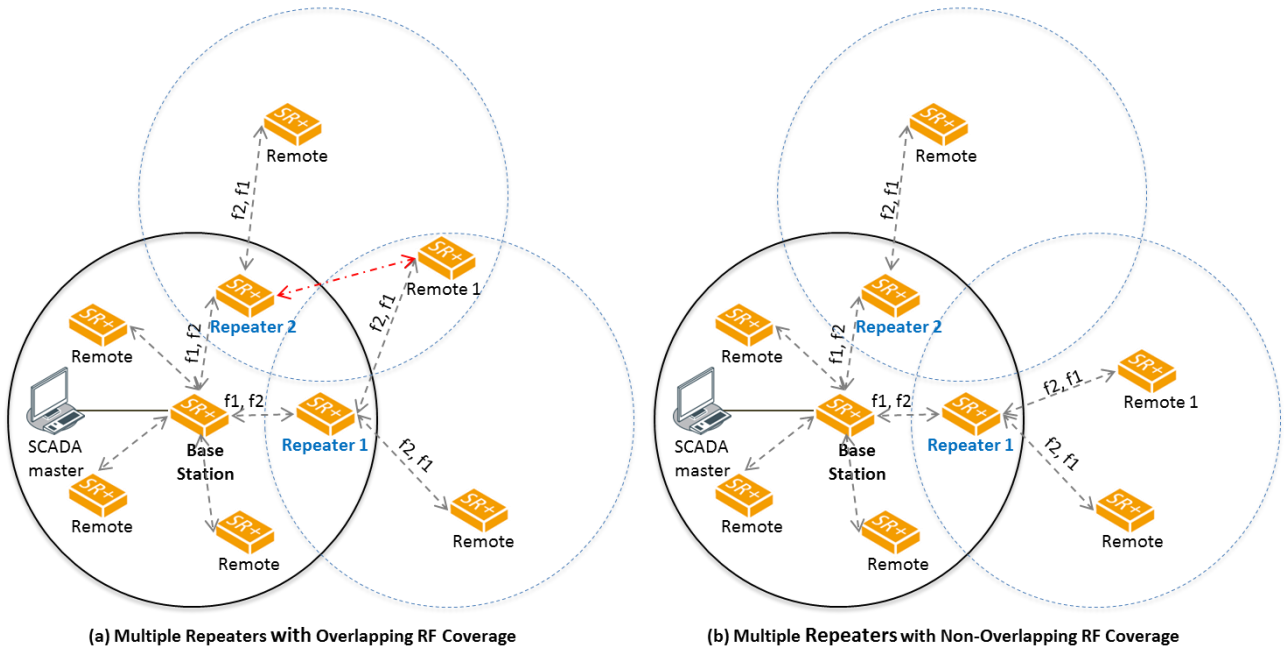 SR+
Remote
f2, f1
SR+
Remote 1
SR+
Repeater 2
f2, f1
SR+
Remote
f1, f2
SCADA
master
SR+
Base
Station
f1, f2
SR+
Repeater 1
f2, f1
SR+
Remote
SR+
Remote
SR+
Remote
(a) Multiple Repeaters with Overlapping RF Coverage
SR+
Remote
f2, f1
SR+
Repeater 2
SR+
Remote
f1, f2
SR+
Remote 1
f2, f1
SCADA
master
SR+
Base
Station
f1, f2
SR+
Repeater 1
f2, f1
SR+
Remote
SR+
Remote
SR+
Remote
(b) Multiple Repeaters with Non-Overlapping RF Coverage